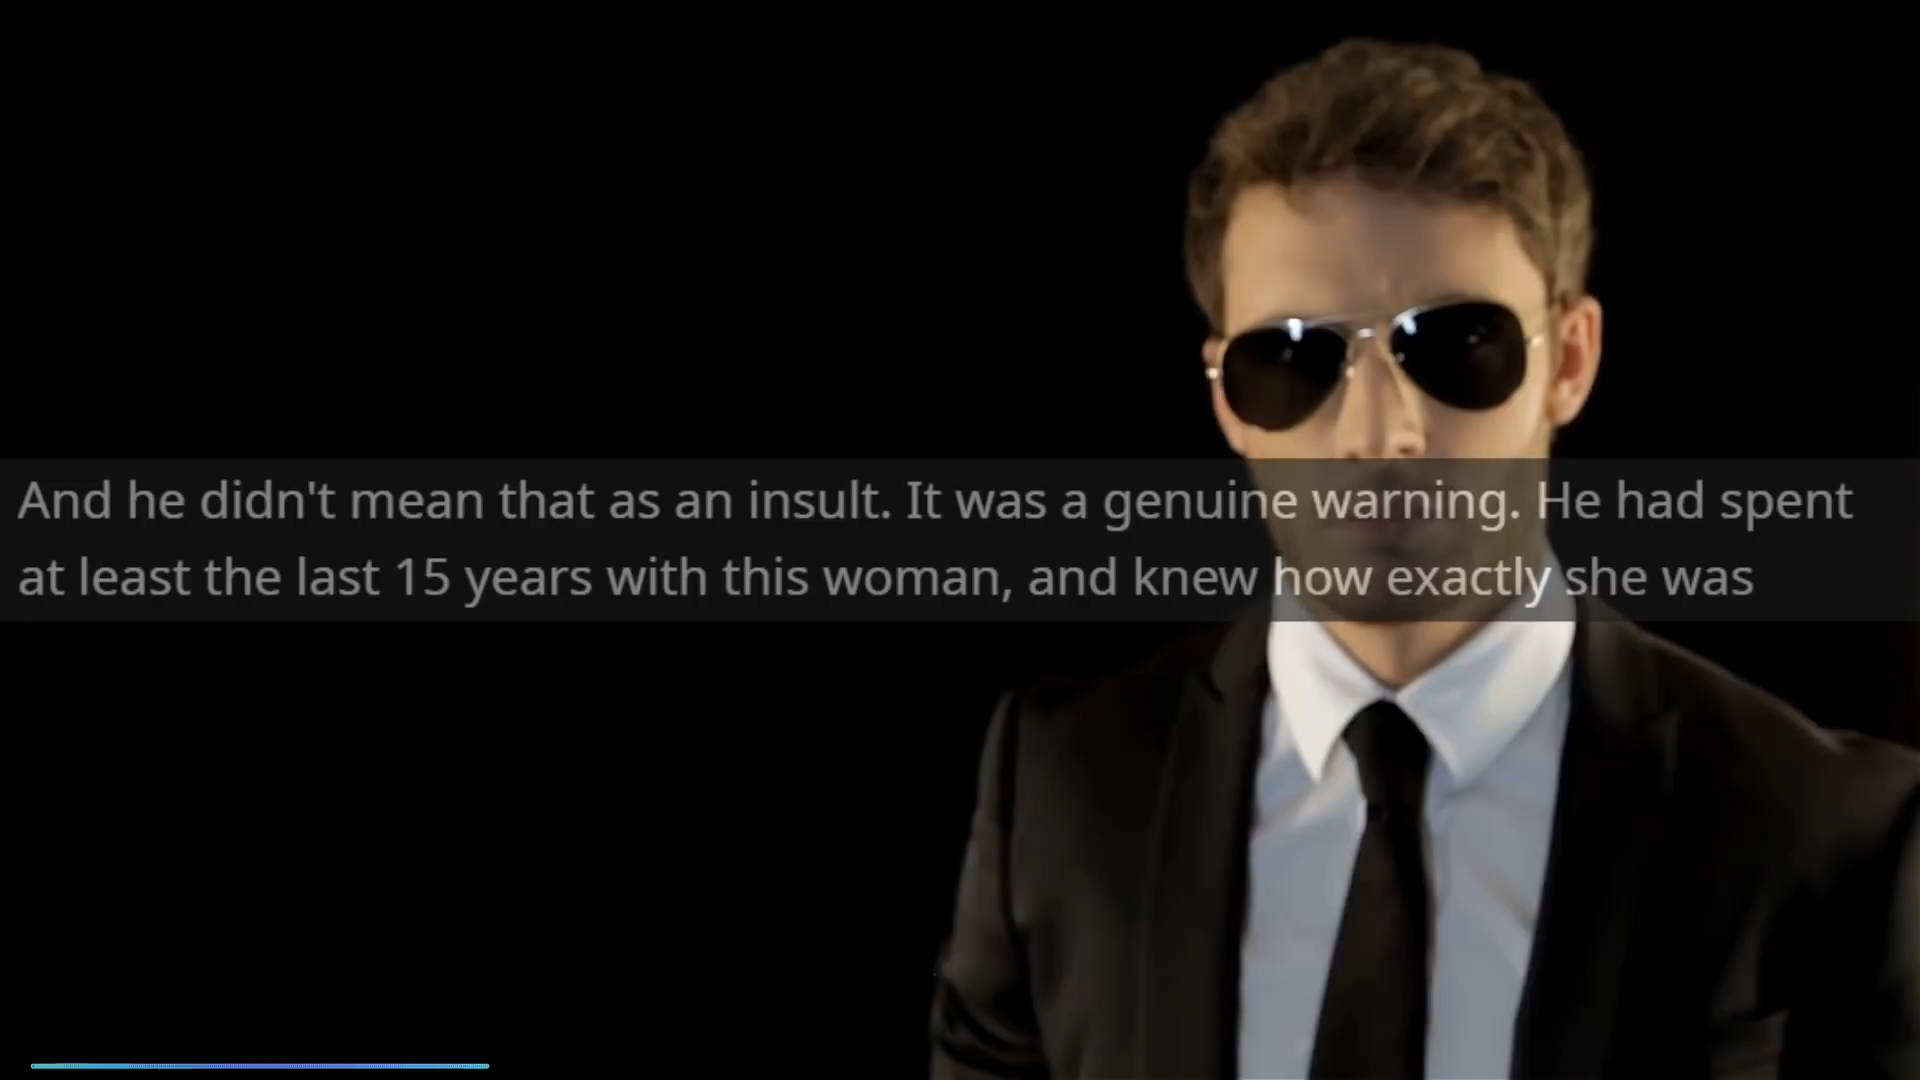 And he didn't mean that as an insult. It was a genuine warning. He had spent
at least the last 15 years with this woman, and knew how exactly she was